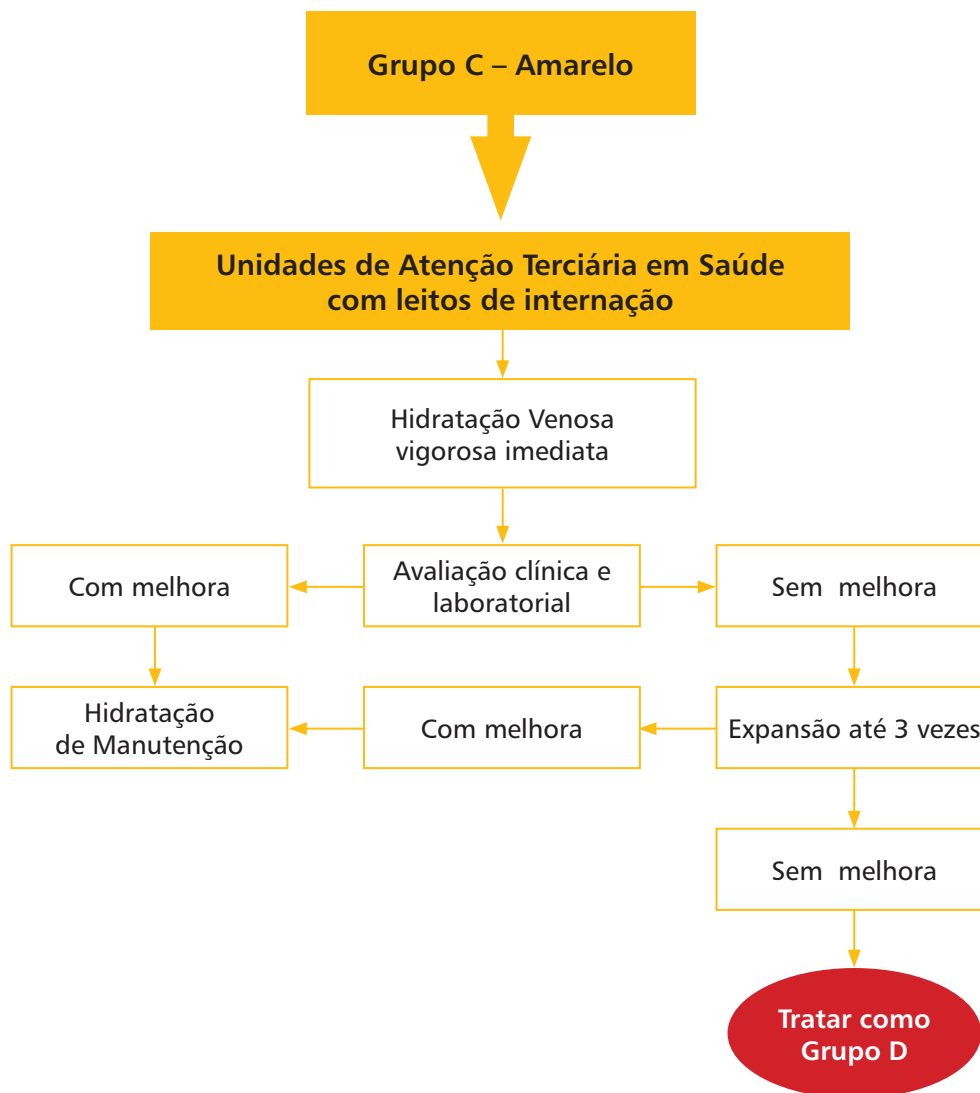 Grupo C – Amarelo
Unidades de Atenção Terciária em Saúde
com leitos de internação
Hidratação Venosa
vigorosa imediata
Com melhora
Avaliação clínica e
laboratorial
Sem melhora
Hidratação
de Manutenção
Com melhora
Expansão até 3 vezes
Sem melhora
Tratar como
Grupo D